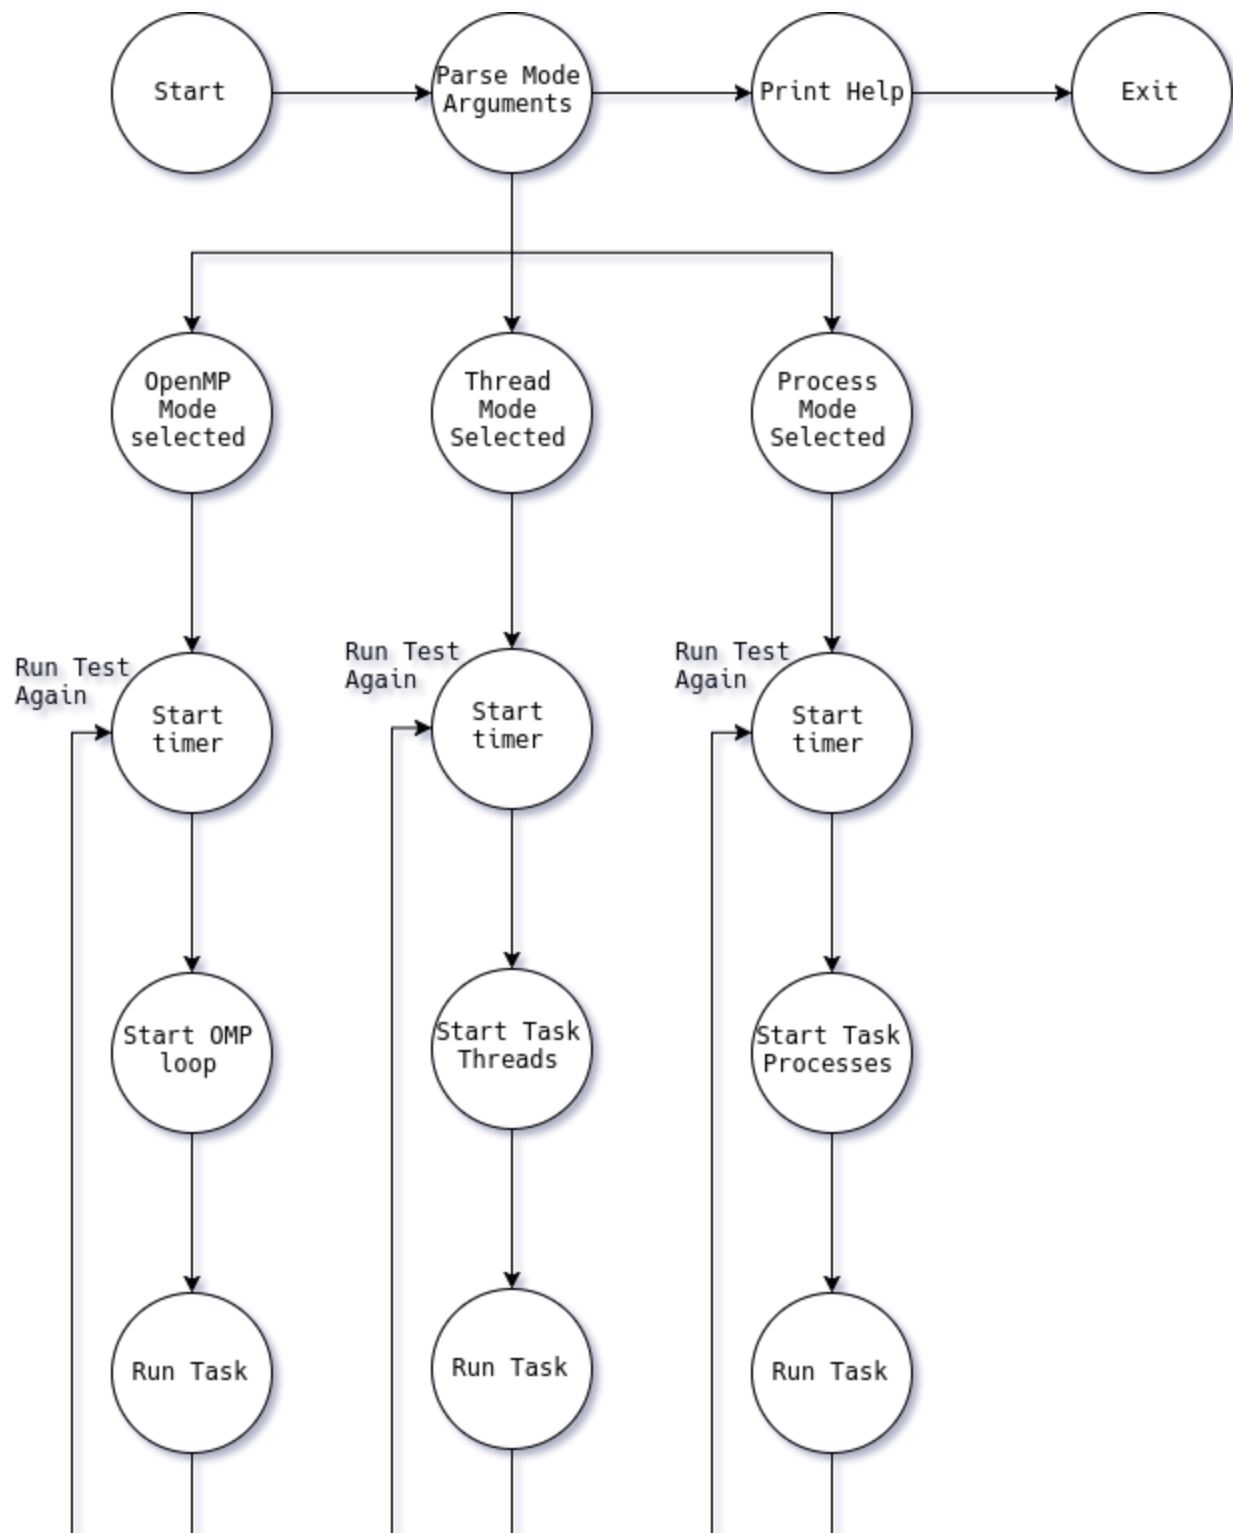 Start
Parse Mode
Arguments
Print Help
Exit
OpenMP
Mode
selected
Thread
Mode
Selected
Process
Mode
Selected
Run Test
Again
Start
timer
Run Test
Again
Start
timer
Run Test
Again
Start
timer
Start OMP
loop
Start Task
Threads
Start Task
Processes
Run Task
Run Task
Run Task